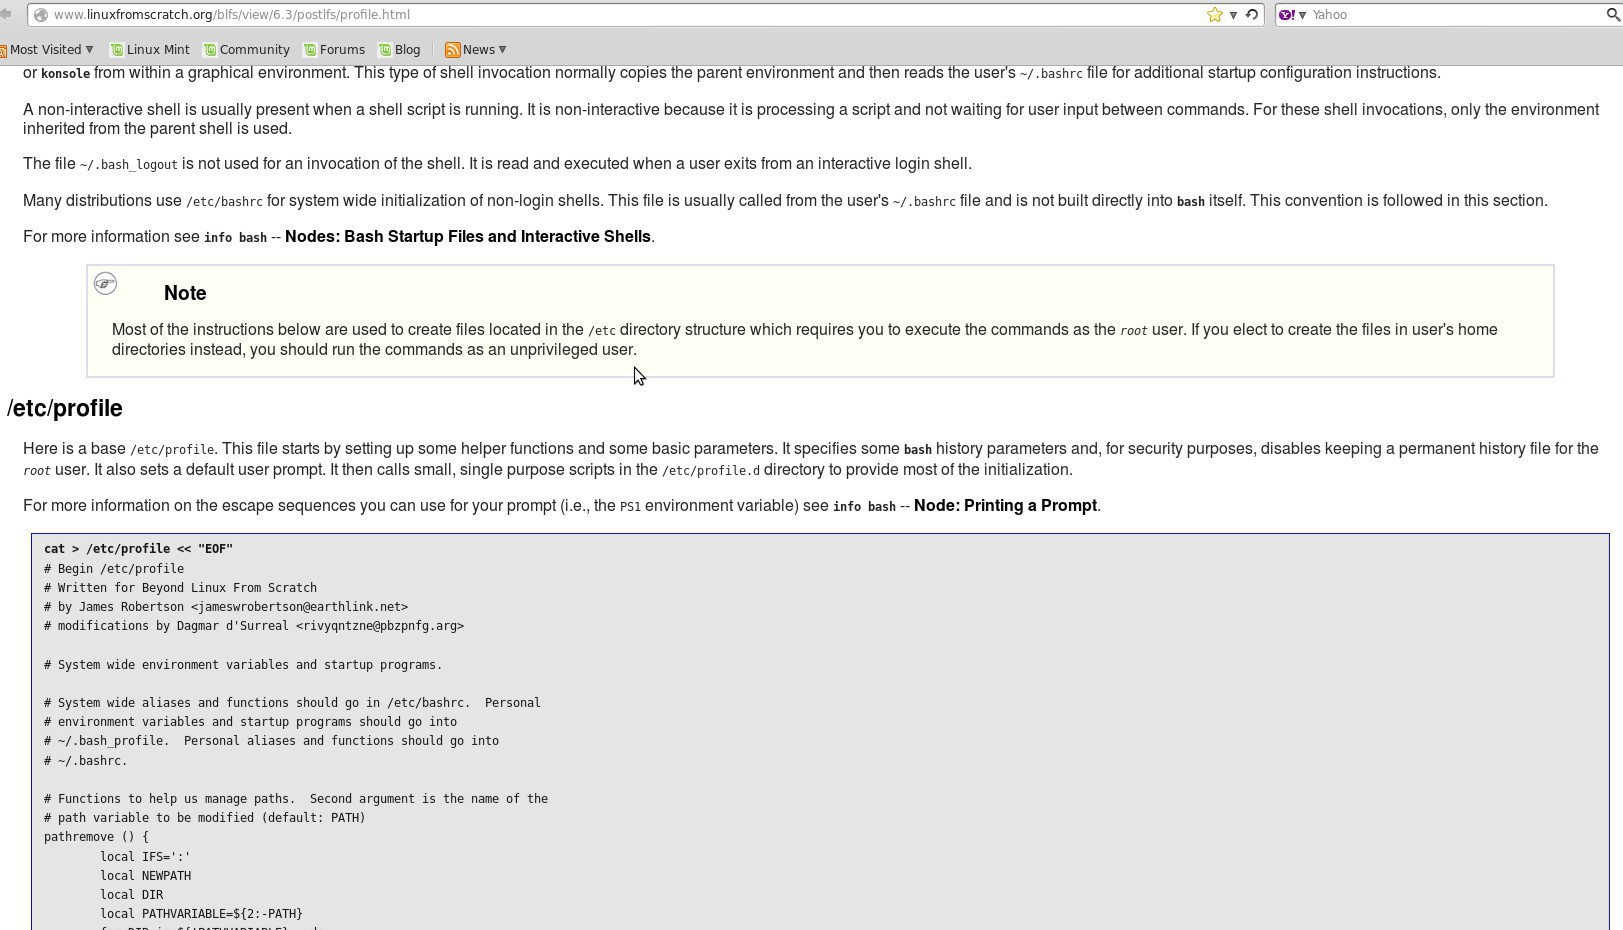 www.linuxfromscratch.org/blfs/view/6.3/postlfs/profile.html
Yahoo
Most Visited
Linux Mint
Community
Forums
Blog
News
or konsole from within a graphical environment. This type of shell invocation normally copies the parent environment and then reads the user's ~/.bashrc file for additional startup configuration instructions.
A non-interactive shell is usually present when a shell script is running. It is non-interactive because it is processing a script and not waiting for user input between commands. For these shell invocations, only the environment
inherited from the parent shell is used.
The file ~/.bash_logout is not used for an invocation of the shell. It is read and executed when a user exits from an interactive login shell.
Many distributions use /etc/bashrc for system wide initialization of non-login shells. This file is usually called from the user's ~/.bashrc file and is not built directly into bash itself. This convention is followed in this section.
For more information see info bash -- Nodes: Bash Startup Files and Interactive Shells.
Note
Most of the instructions below are used to create files located in the /etc directory structure which requires you to execute the commands as the root user. If you elect to create the files in user's home
directories instead, you should run the commands as an unprivileged user.
/etc/profile
Here is a base /etc/profile. This file starts by setting up some helper functions and some basic parameters. It specifies some bash history parameters and, for security purposes, disables keeping a permanent history file for the
root user. It also sets a default user prompt. It then calls small, single purpose scripts in the /etc/profile.d directory to provide most of the initialization.
For more information on the escape sequences you can use for your prompt (i.e., the PS1 environment variable) see info bash -- Node: Printing a Prompt.
cat > /etc/profile << "EOF"
# Begin /etc/profile
# Written for Beyond Linux From Scratch
# by James Robertson <jameswrobertson@earthlink.net>
# modifications by Dagmar d'Surreal <rivyqntzne@pbzpnfg.arg>
# System wide environment variables and startup programs.
# System wide aliases and functions should go in /etc/bashrc.  Personal
# environment variables and startup programs should go into
# ~/.bash_profile.  Personal aliases and functions should go into
# ~/.bashrc.
# Functions to help us manage paths.  Second argument is the name of the
# path variable to be modified (default: PATH)
pathremove () {
        local IFS=':'
        local NEWPATH
        local DIR
        local PATHVARIABLE=${2:-PATH}